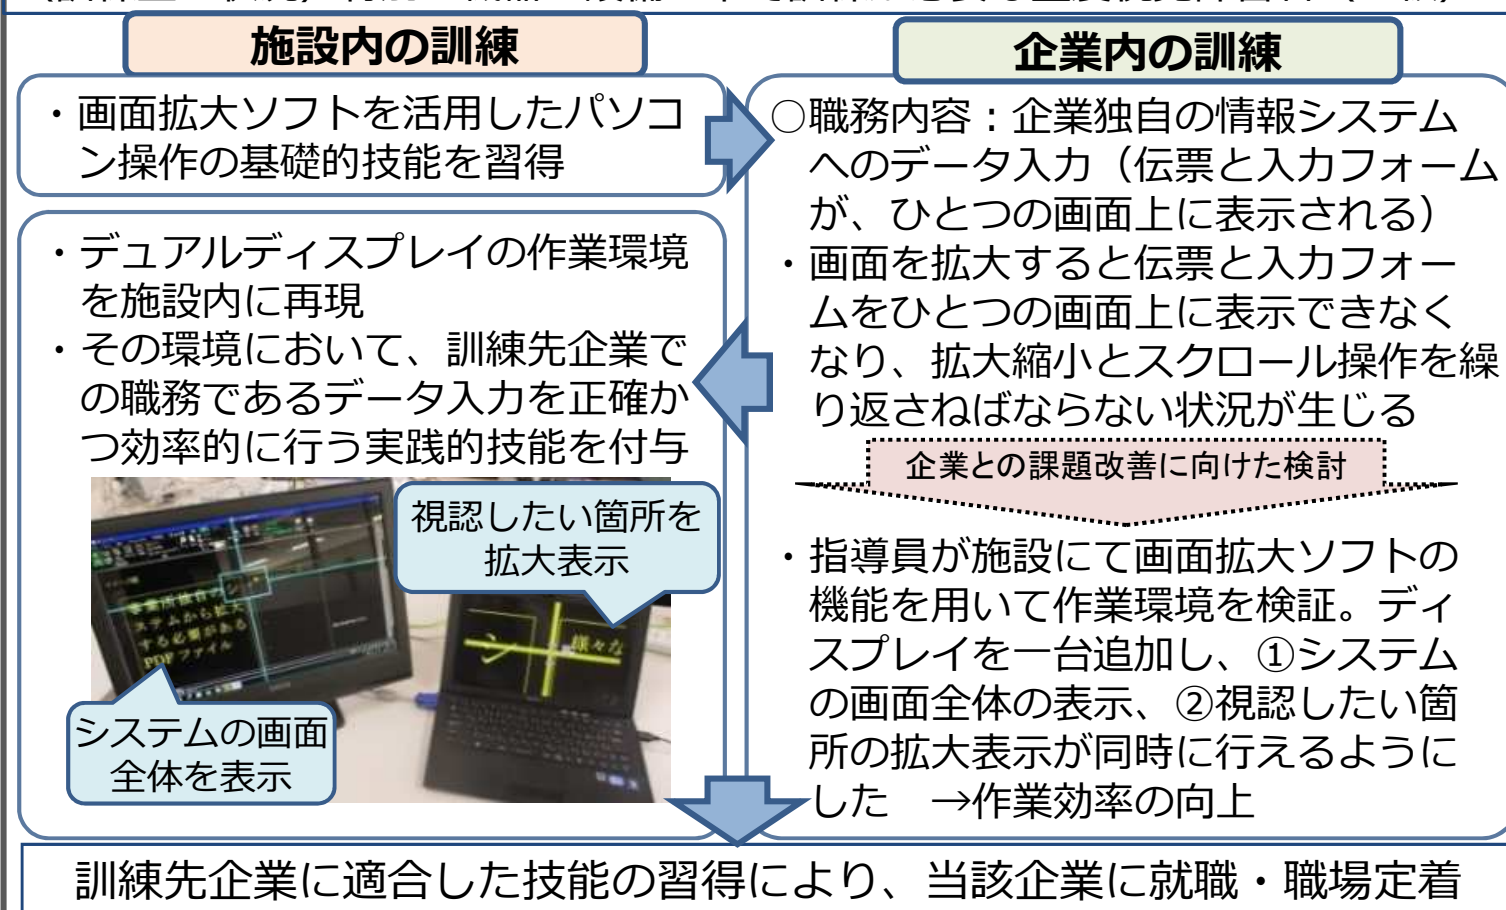 施設内の訓練
・画面拡大ソフトを活用したパソコ
ン操作の基礎的技能を習得
・デュアルディスプレイの作業環境
を施設内に再現
・その環境において、訓練先企業で
の職務であるデータ入力を正確か
つ効率的に行う実践的技能を付与
視認したい箇所を
拡大表示
システムの画面
全体を表示
する必要がある
PDFファイル
様々な
企業内の訓練
○職務内容：企業独自の情報システム
へのデータ入力（伝票と入力フォーム
が、ひとつの画面上に表示される）
・画面を拡大すると伝票と入力フォー
ムをひとつの画面上に表示できなく
なり、拡大縮小とスクロール操作を繰
り返さねばならない状況が生じる
企業との課題改善に向けた検討
・指導員が施設にて画面拡大ソフトの
機能を用いて作業環境を検証。ディ
スプレイを一台追加し、①システム
の画面全体の表示、②視認したい箇
所の拡大表示が同時に行えるように
した　→作業効率の向上
訓練先企業に適合した技能の習得により、当該企業に就職・職場定着